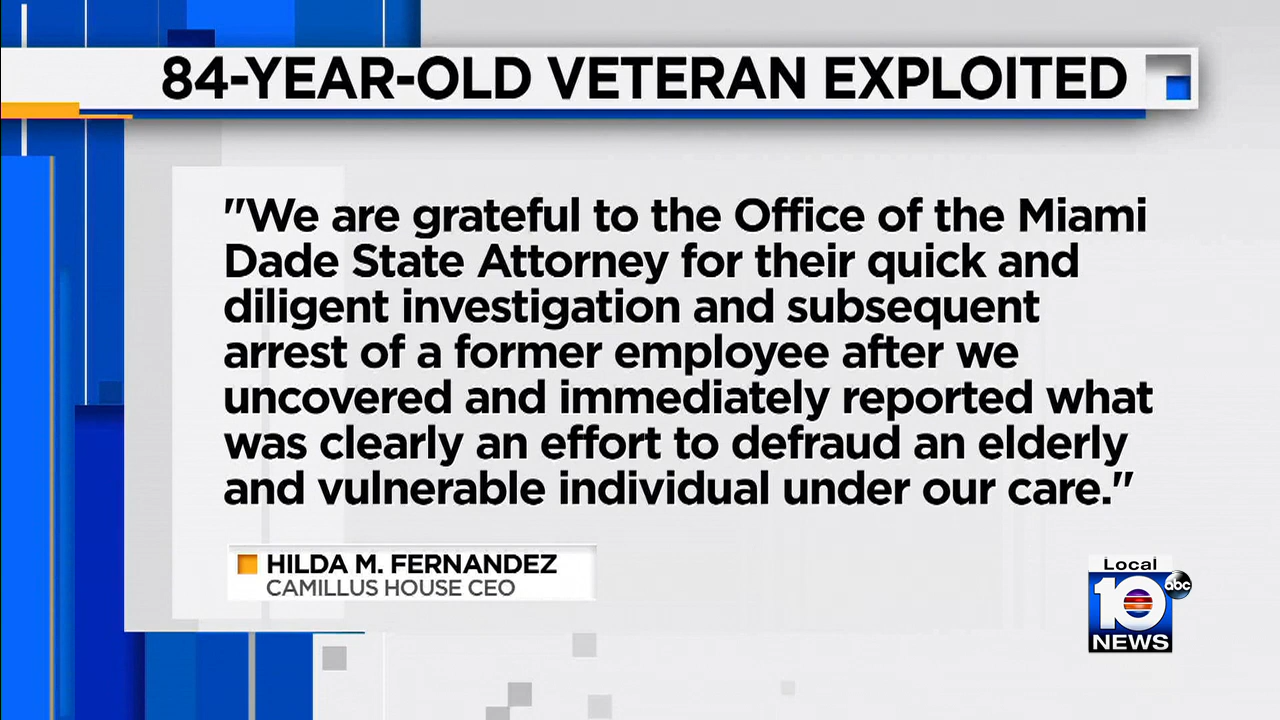 84-YEAR-OLD VETERAN EXPLOITED
"We are grateful to the Office of the Miami
Dade State Attorney for their quick and
diligent investigation and subsequent
arrest of a former employee after we
uncovered and immediately reported what
was clearly an effort to defraud an elderly
and vulnerable individual under our care."
HILDA M. FERNANDEZ
CAMILLUS HOUSE CEO
Local
10
abc
NEWS